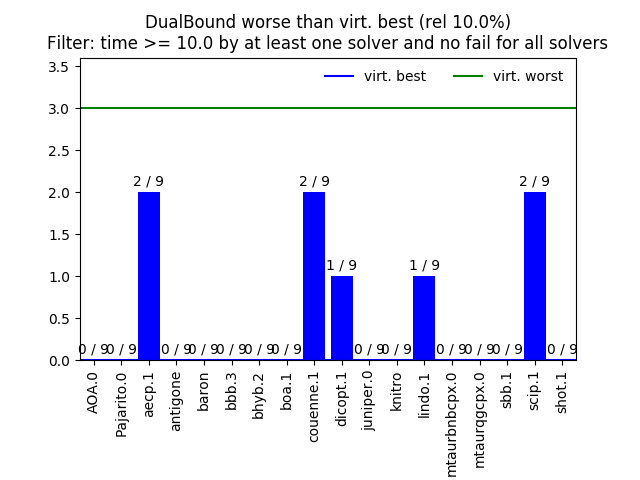 DualBound worse than virt. best (rel 10.0%)
Filter: time >= 10.0 by at least one solver and no fail for all solvers
3.5
3.0
2.5
2.0
1.5
1.0
0.5
0.0
virt. best
virt. worst
0 / 9
0 / 9
2 / 9
0 / 9
0 / 9
0 / 9
0 / 9
0 / 9
2 / 9
1 / 9
0 / 9
0 / 9
1 / 9
0 / 9
0 / 9
0 / 9
2 / 9
0 / 9
AOA.0
Pajarito.0
aecp.1
antigone
baron
bbb.3
bhyb.2
boa.1
couenne.1
dicopt.1
juniper.0
knitro
lindo.1
mtaurbnbcpx.0
mtaurqgcpx.0
sbb.1
scip.1
shot.1